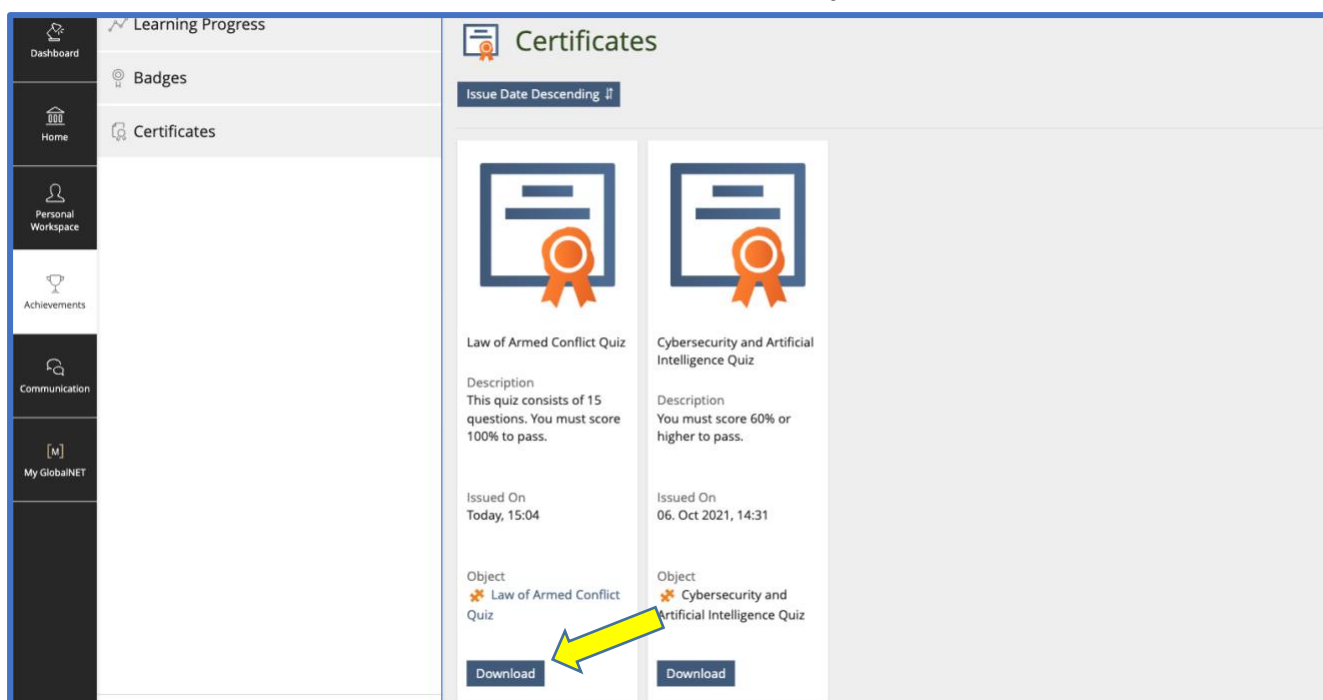 Dashboard
Home
Personal
Workspace
Achievements
Communication
[M]
My GlobalNET
Learning Progress
Badges
Certificates
Certificates
Issue Date Descending
Law of Armed Conflict Quiz
Description
This quiz consists of 15
questions. You must score
100% to pass.
Issued On
Today, 15:04
Object
Law of Armed Conflict
Quiz
Download
Cybersecurity and Artificial
Intelligence Quiz
Description
You must score 60% or
higher to pass.
Issued On
06. Oct 2021, 14:31
Object
Cybersecurity and
Artificial Intelligence Quiz
Download